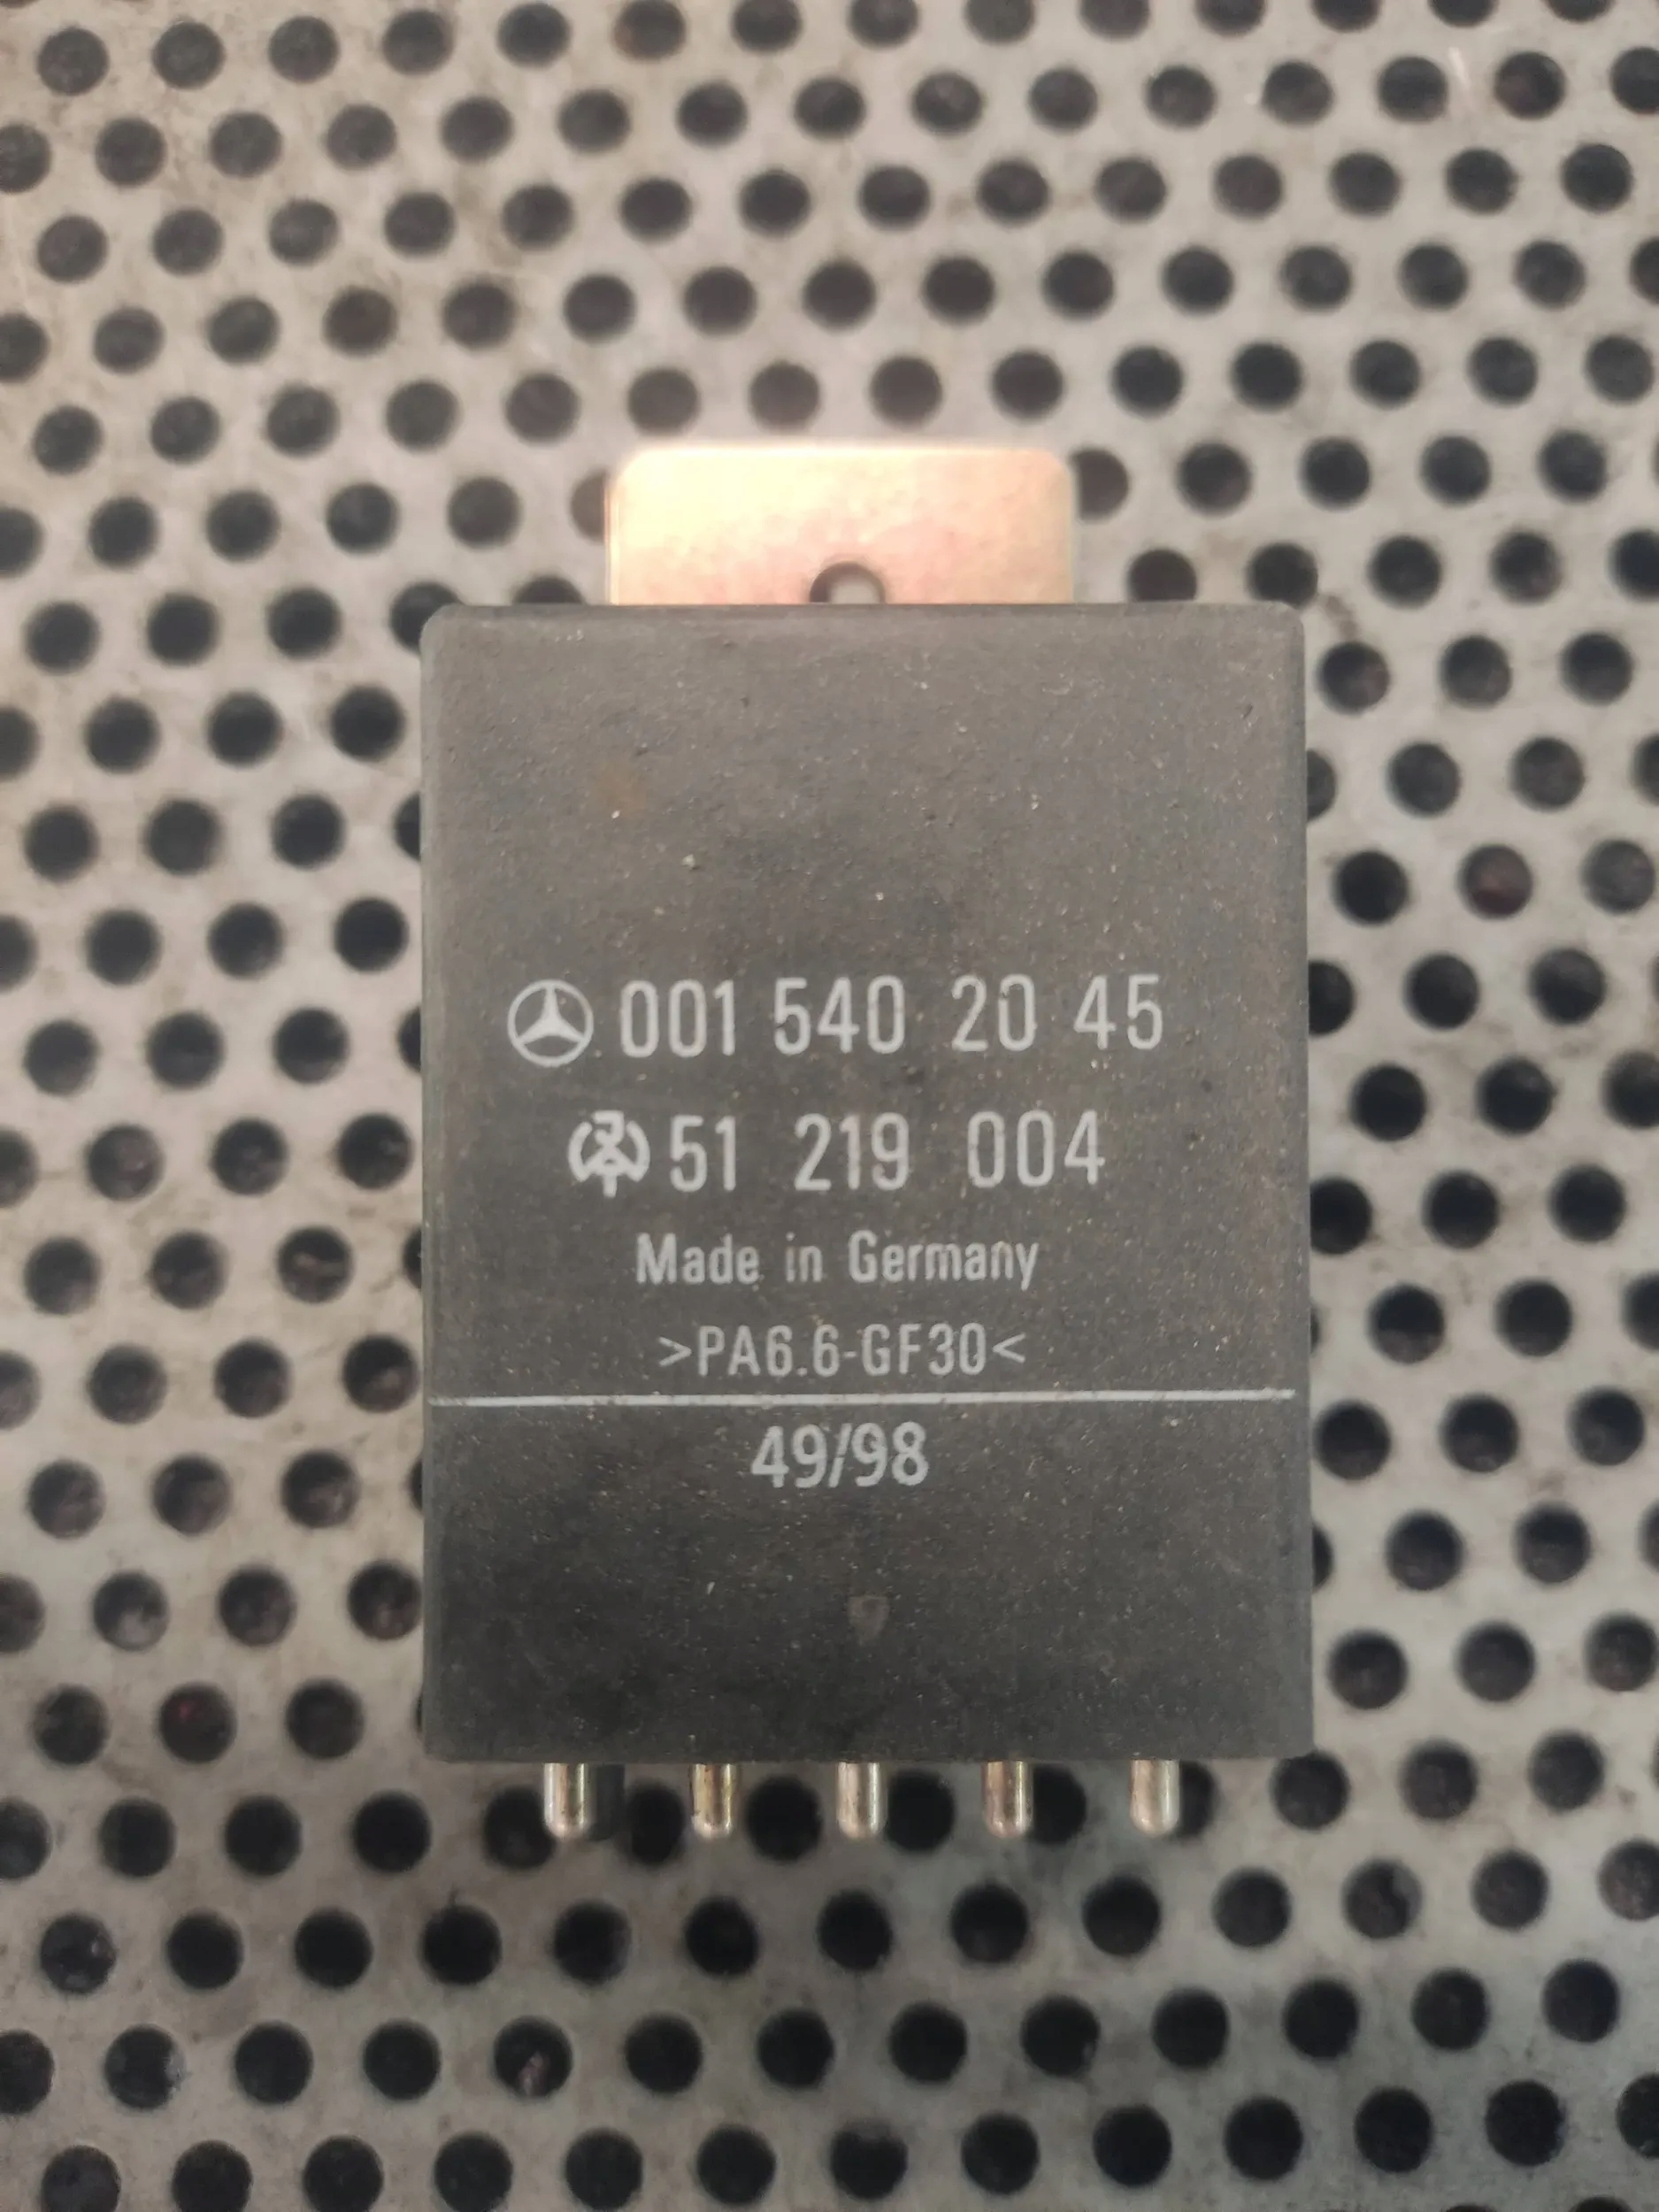 001 540 20 45
51 219 004
Made in Germany
>PA6.6-GF30<
49/98